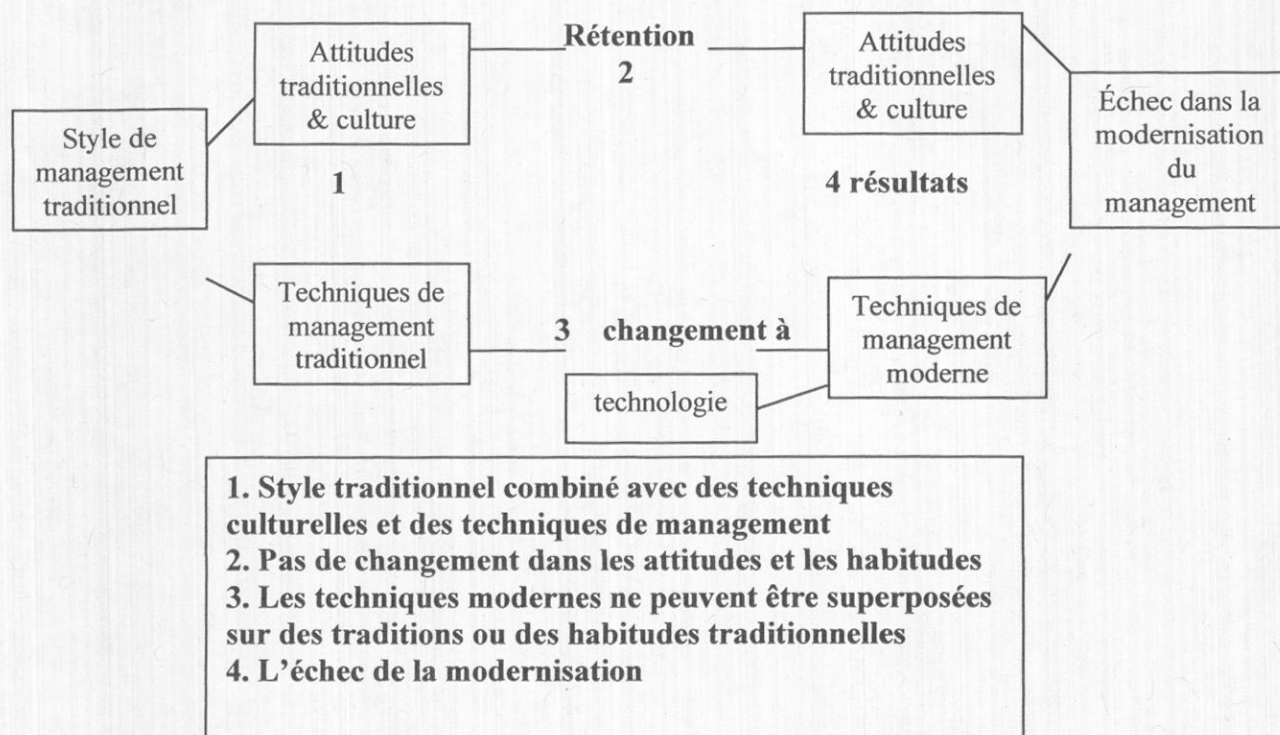 Style de
management
traditionnel
Attitudes
traditionnelles
& culture
1
Techniques de
management
traditionnel
Rétention
2
3 changement à
technologie
Attitudes
traditionnelles
& culture
4 résultats
Techniques de
management
moderne
Échec dans la
modernisation
du
management
1. Style traditionnel combiné avec des techniques
culturelles et des techniques de management
2. Pas de changement dans les attitudes et les habitudes
3. Les techniques modernes ne peuvent être superposées
sur des traditions ou des habitudes traditionnelles
4. L’échec de la modernisation